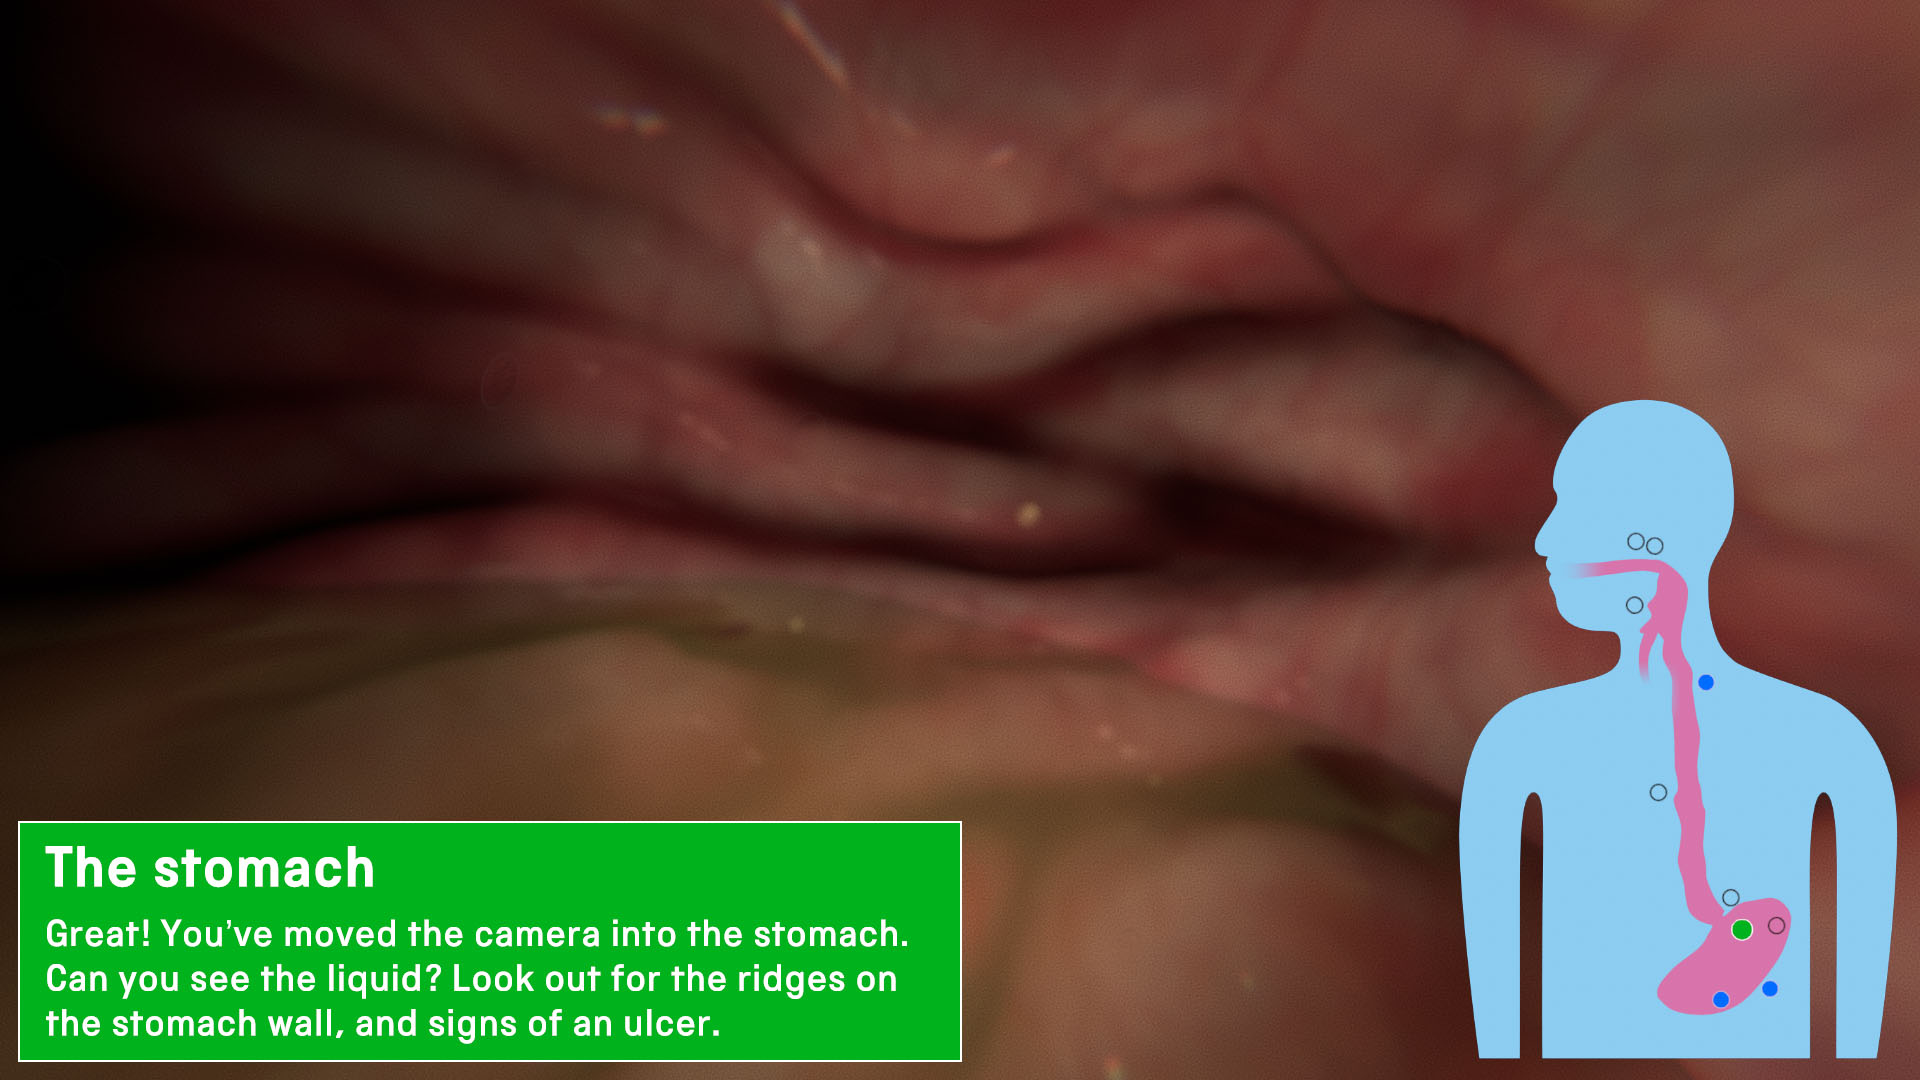 The stomach
Great! You’ve moved the camera into the stomach.
Can you see the liquid? Look out for the ridges on
the stomach wall, and signs of an ulcer.